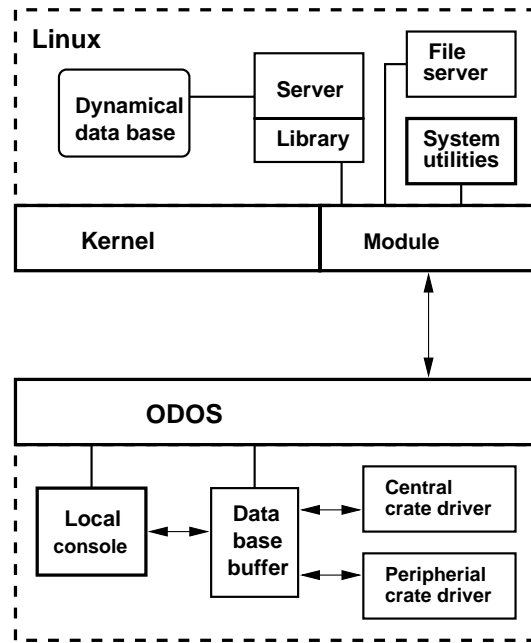 Linux
Dynamical
data base
Server
Library
File
server
System
utilities
Kernel
Module
ODOS
Local
console
Data
base
buffer
Central
crate driver
Peripherial
crate driver